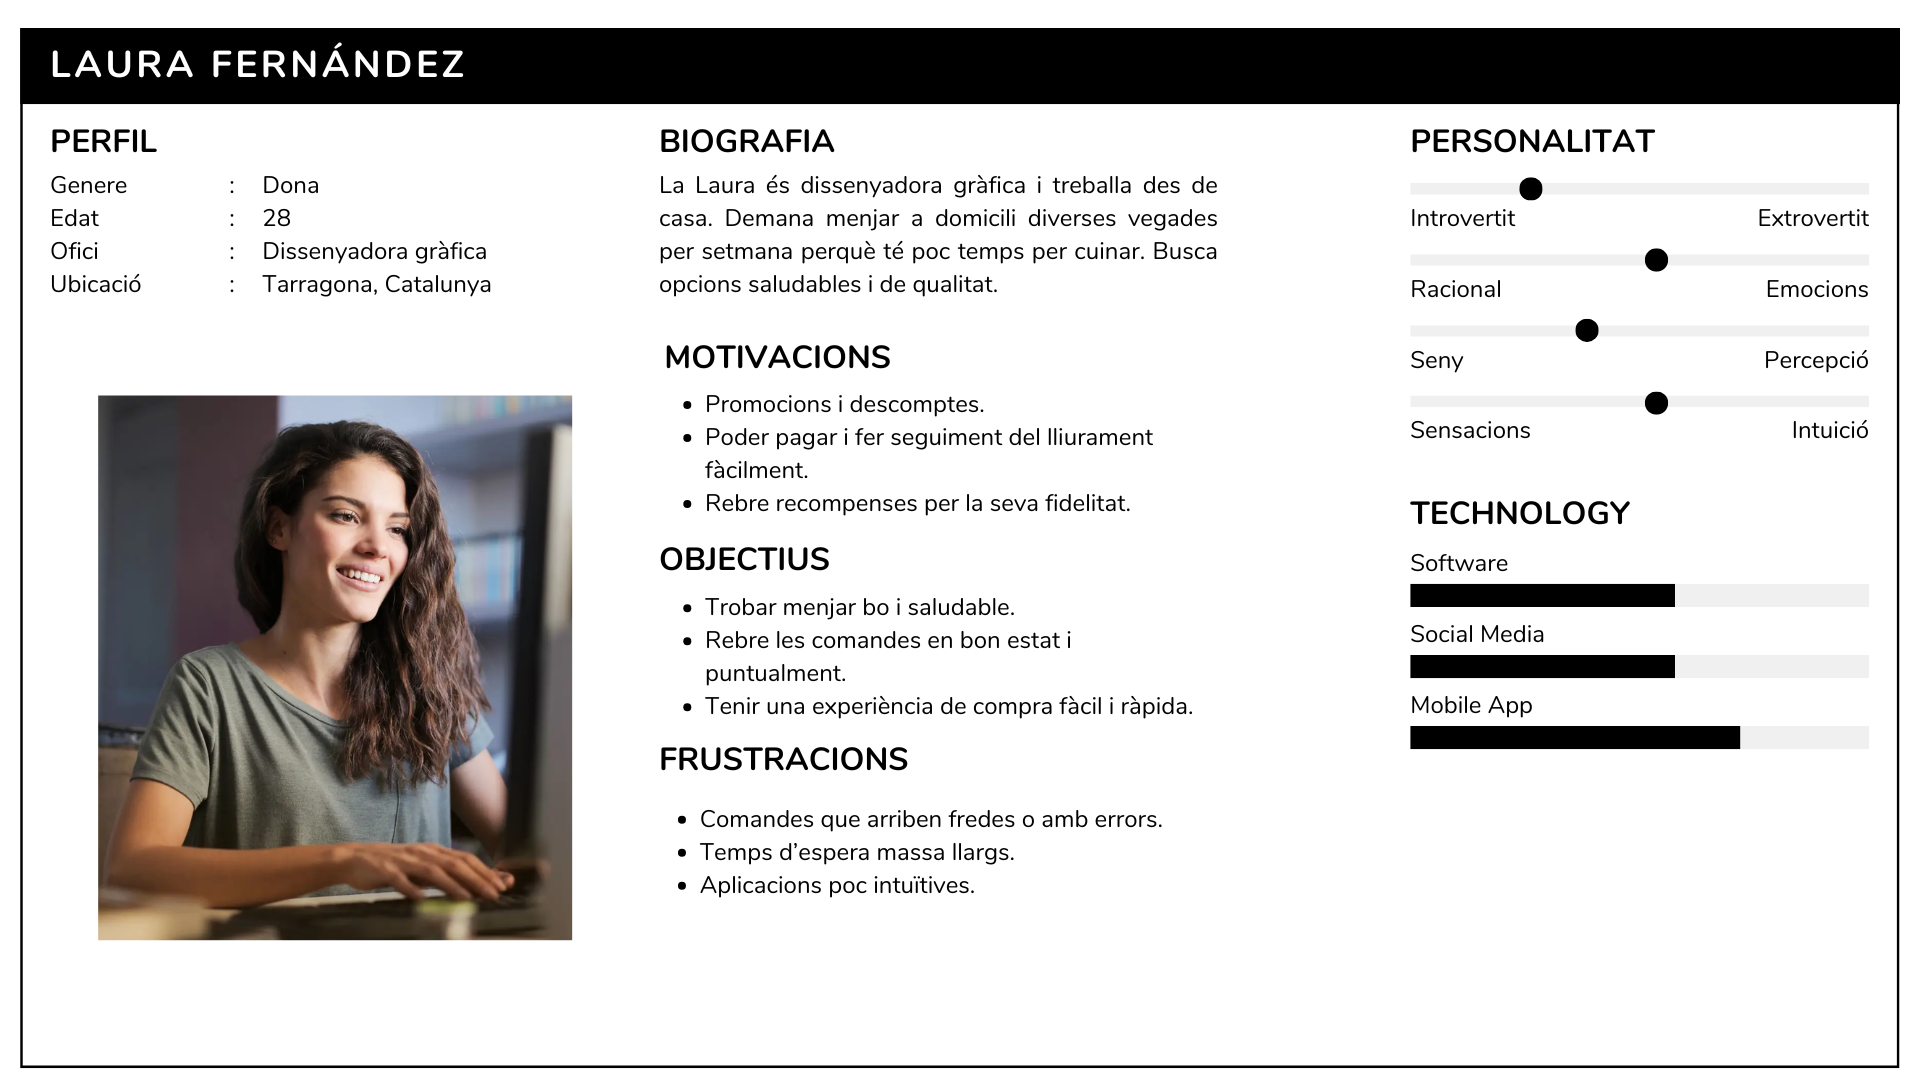 LAURA FERNÁNDEZ
PERFIL
Genere : Dona
Edat : 28
Ofici : Dissenyadora gràfica
Ubicació : Tarragona, Catalunya
BIOGRAFIA
La Laura és dissenyadora gràfica i treballa des de
casa. Demana menjar a domicili diverses vegades
per setmana perquè té poc temps per cuinar. Busca
opcions saludables i de qualitat.
MOTIVACIONS
• Promocions i descomptes.
• Poder pagar i fer seguiment del lliurament
fàcilment.
• Rebre recompenses per la seva fidelitat.
OBJECTIUS
• Trobar menjar bo i saludable.
• Rebre les comandes en bon estat i
puntualment.
• Tenir una experiència de compra fàcil i ràpida.
FRUSTRACIONS
• Comandes que arriben fredes o amb errors.
• Temps d’espera massa llargs.
• Aplicacions poc intuïtives.
PERSONALITAT
Introvertit Extrovertit
Racional Emocions
Seny Percepció
Sensacions Intuició
TECHNOLOGY
Software
Social Media
Mobile App